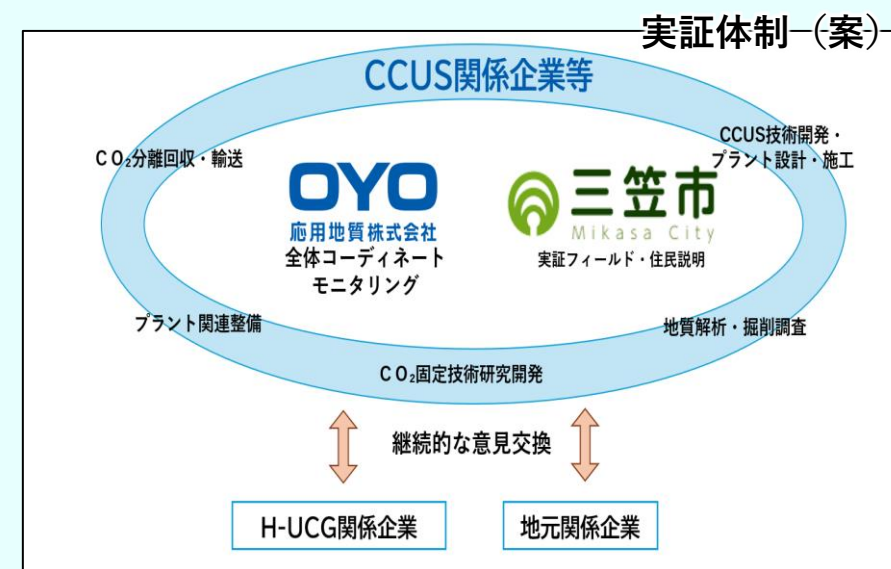 実証体制（案）
CCUS関係企業等
CO₂分離回収・輸送
CCUS技術開発・
プラント設計・施工
OYO
応用地質株式会社
全体コーディネート
モニタリング
三笠市
Mikasa City
実証フィールド・住民説明
プラント関連整備
地質解析・掘削調査
CO₂固定技術研究開発
継続的な意見交換
H-UCG関係企業
地元関係企業